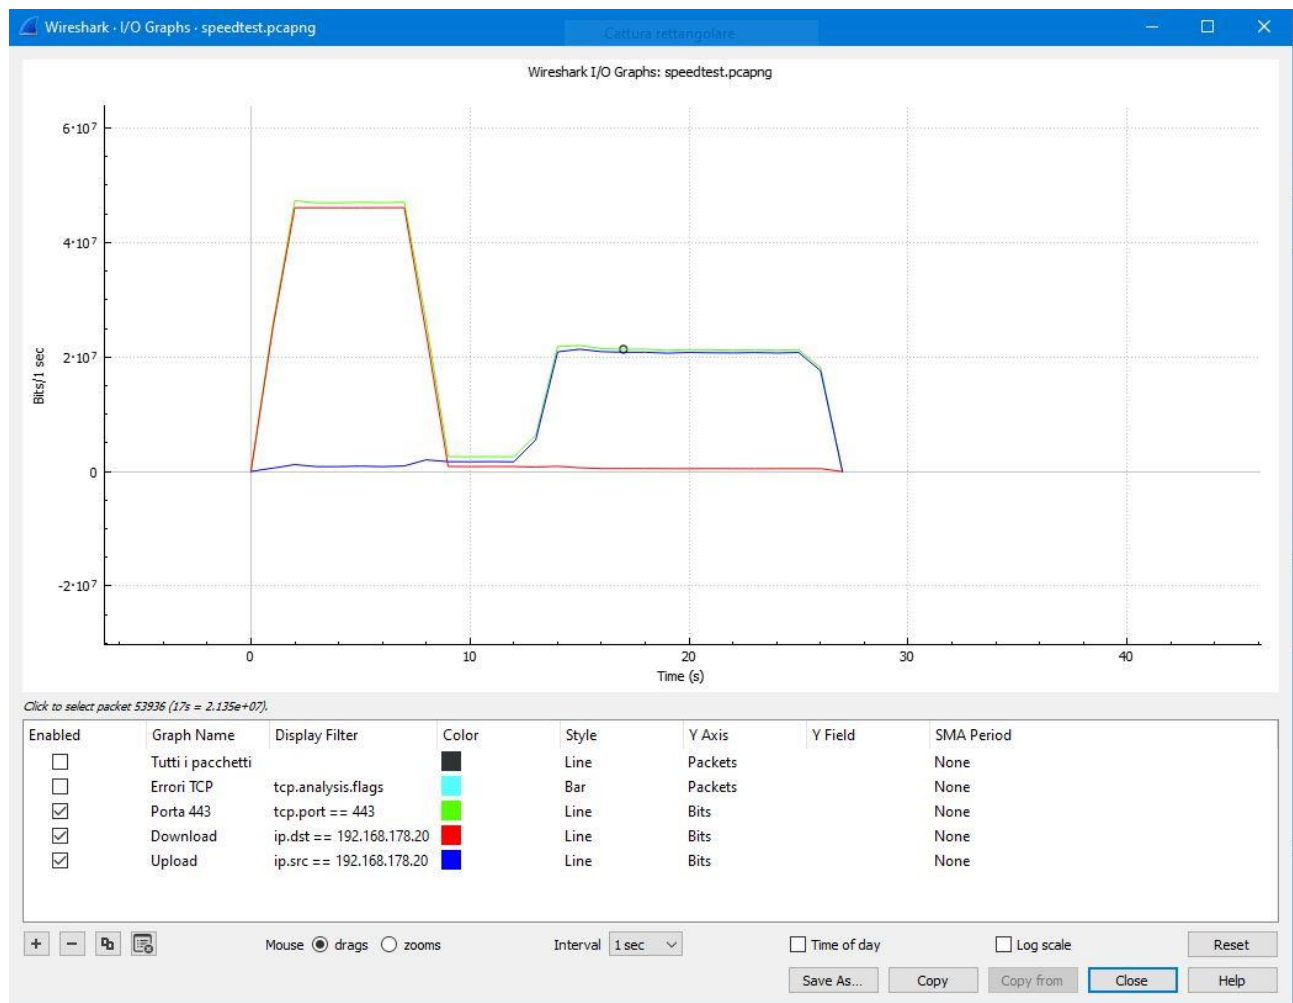 Wireshark · I/O Graphs · speedtest.pcapng
Cattura rettangolare
Wireshark I/O Graphs: speedtest.pcapng
6·10⁷
4·10⁷
2·10⁷
0
-2·10⁷
Bits/1 sec
0 10 20 30 40
Time (s)
Click to select packet 53936 (17s = 2.135e+07).
Enabled Graph Name Display Filter Color Style Y Axis Y Field SMA Period
Tutti i pacchetti Line Packets None
Errori TCP tcp.analysis.flags Bar Packets None
Porta 443 tcp.port == 443 Line Bits None
Download ip.dst == 192.168.178.20 Line Bits None
Upload ip.src == 192.168.178.20 Line Bits None
Mouse drags zooms Interval 1 sec Time of day Log scale Reset
Save As... Copy Copy from Close Help